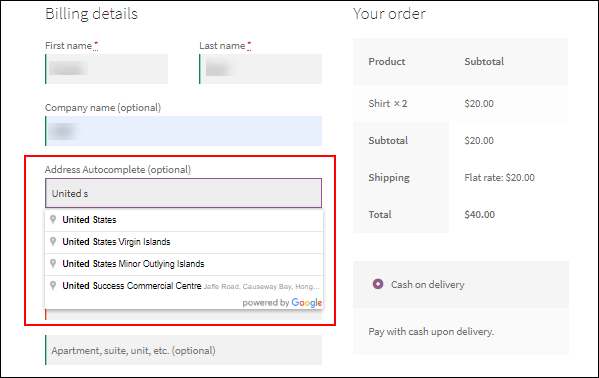 Billing details
First name *
Last name *
Company name (optional)
Address Autocomplete (optional)
United s
United States
United States Virgin Islands
United States Minor Outlying Islands
United Success Commercial Centre Jaffe Road, Causeway Bay, Hong...
powered by Google
Apartment, suite, unit, etc. (optional)
Your order
Product Subtotal
Shirt × 2 $20.00
Subtotal $20.00
Shipping Flat rate: $20.00
Total $40.00
Cash on delivery
Pay with cash upon delivery.